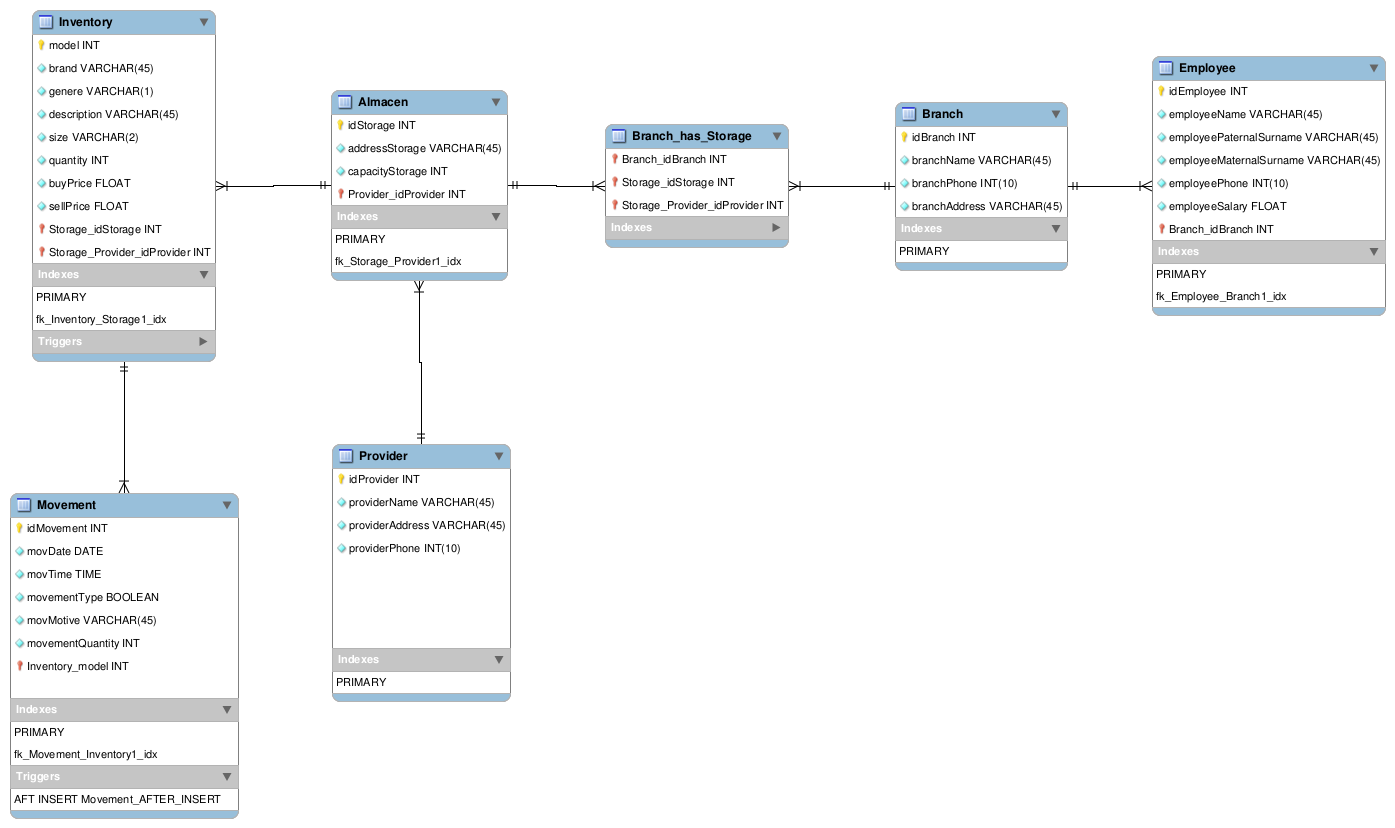 Inventory
model INT
brand VARCHAR(45)
genere VARCHAR(1)
description VARCHAR(45)
size VARCHAR(2)
quantity INT
buyPrice FLOAT
sellPrice FLOAT
Storage_idStorage INT
Storage_Provider_idProvider INT
Indexes
PRIMARY
fk_Inventory_Storage1_idx
Triggers
Almacen
idStorage INT
addressStorage VARCHAR(45)
capacityStorage INT
Provider_idProvider INT
Indexes
PRIMARY
fk_Storage_Provider1_idx
Branch_has_Storage
Branch_idBranch INT
Storage_idStorage INT
Storage_Provider_idProvider INT
Indexes
Branch
idBranch INT
branchName VARCHAR(45)
branchPhone INT(10)
branchAddress VARCHAR(45)
Indexes
PRIMARY
Employee
idEmployee INT
employeeName VARCHAR(45)
employeePaternalSurname VARCHAR(45)
employeeMaternalSurname VARCHAR(45)
employeePhone INT(10)
employeeSalary FLOAT
Branch_idBranch INT
Indexes
PRIMARY
fk_Employee_Branch1_idx
Movement
idMovement INT
movDate DATE
movTime TIME
movementType BOOLEAN
movMotive VARCHAR(45)
movementQuantity INT
Inventory_model INT
Indexes
PRIMARY
fk_Movement_Inventory1_idx
Triggers
AFT INSERT Movement_AFTER_INSERT
Provider
idProvider INT
providerName VARCHAR(45)
providerAddress VARCHAR(45)
providerPhone INT(10)
Indexes
PRIMARY